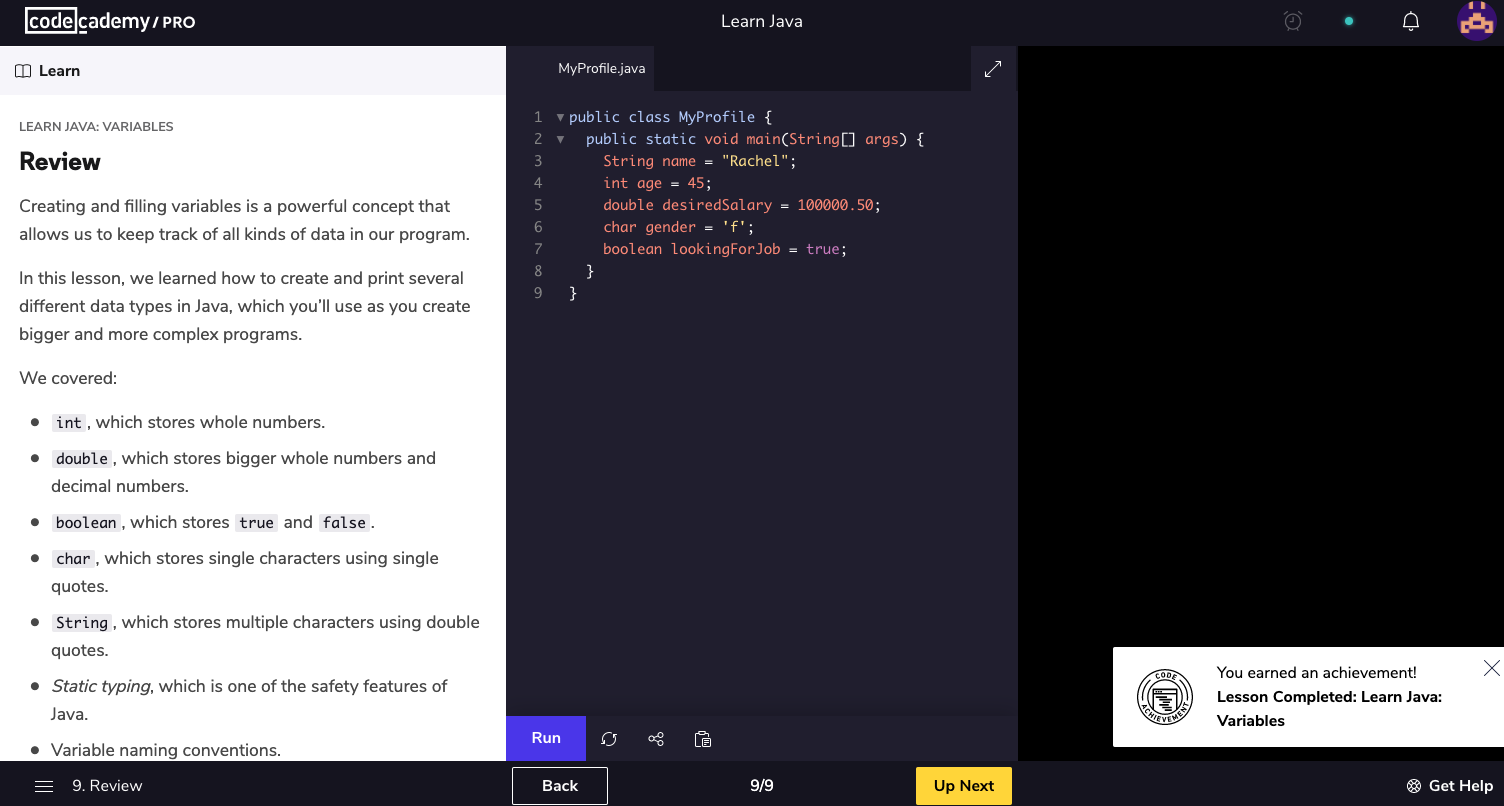 codecademy / PRO
Learn Java
Learn
MyProfile.java
LEARN JAVA: VARIABLES
Review
Creating and filling variables is a powerful concept that
allows us to keep track of all kinds of data in our program.
In this lesson, we learned how to create and print several
different data types in Java, which you’ll use as you create
bigger and more complex programs.
We covered:
int, which stores whole numbers.
double, which stores bigger whole numbers and
decimal numbers.
boolean, which stores true and false.
char, which stores single characters using single
quotes.
String, which stores multiple characters using double
quotes.
Static typing, which is one of the safety features of
Java.
Variable naming conventions.
1 public class MyProfile {
2 public static void main(String[] args) {
3 String name = "Rachel";
4 int age = 45;
5 double desiredSalary = 100000.50;
6 char gender = 'f';
7 boolean lookingForJob = true;
8 }
9 }
CODE
ACHIEVEMENT
You earned an achievement!
Lesson Completed: Learn Java:
Variables
Run
9. Review
Back
9/9
Up Next
Get Help